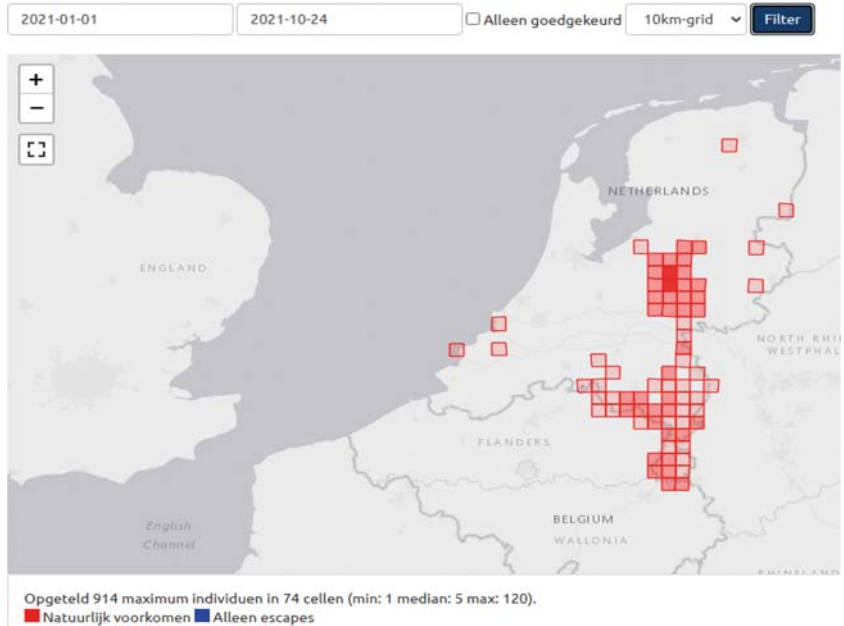 2021-01-01 2021-10-24 Alleen goedgekeurd 10km-grid Filter
+
−
NETHERLANDS
ENGLAND
NORTH RHI
WESTPHAL
FLANDERS
English
Channel
BELGIUM
WALLONIA
RHINELAND
Opgeteld 914 maximum individuen in 74 cellen (min: 1 median: 5 max: 120).
Natuurlijk voorkomen Alleen escapes